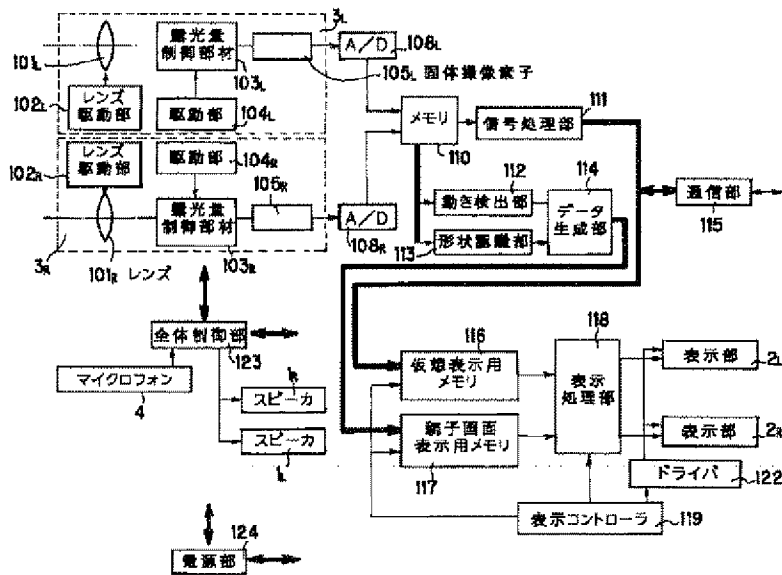 3L
露光量
制御部材
A/D
108L
101L
103L
105L 固体撮像素子
レンズ
駆動部
102L
駆動部
104L
メモリ
110
信号処理部
111
レンズ
駆動部
102R
駆動部
104R
105R
112
114
露光量
制御部材
A/D
108R
動き検出部
データ
生成部
通信部
115
113
形状認識部
3R
101R レンズ
103R
全体制御部
123
116
118
マイクロフォン
4
1R
スピーカ
仮想表示用
メモリ
表示
処理部
表示部
2L
スピーカ
1L
親子画面
表示用メモリ
117
表示部
2R
ドライバ
122
表示コントローラ
119
124
電源部